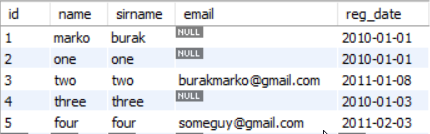 id name sirname email reg_date
1 marko burak NULL 2010-01-01
2 one one NULL 2010-01-01
3 two two burakmarko@gmail.com 2011-01-08
4 three three NULL 2010-01-03
5 four four someguy@gmail.com 2011-02-03